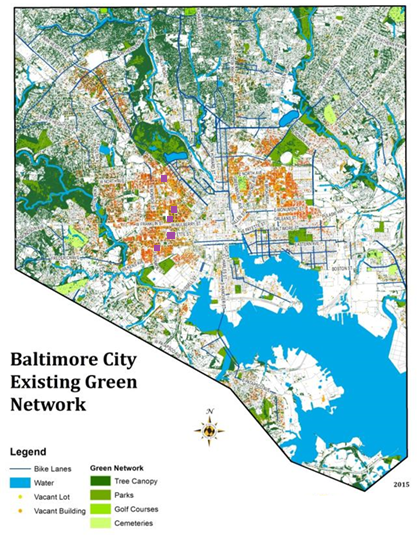 Baltimore City
Existing Green
Network
N
Legend
Bike Lanes
Water
Vacant Lot
Vacant Building
Green Network
Tree Canopy
Parks
Golf Courses
Cemeteries
2015